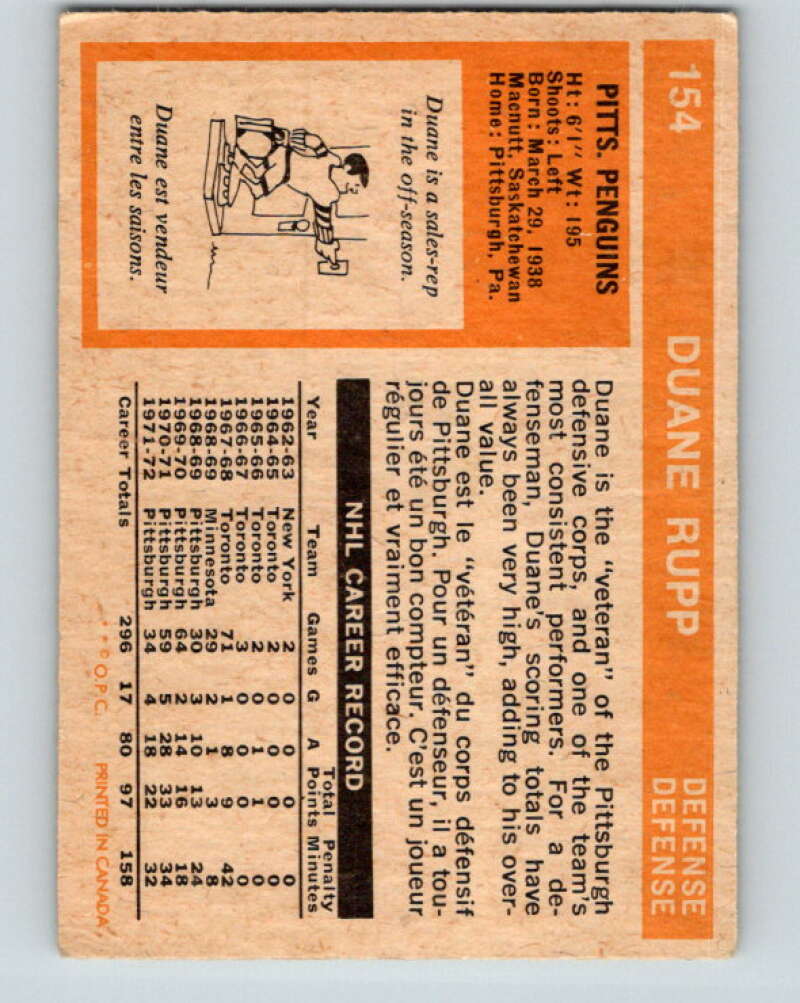 154
DUANE RUPP
DEFENSE
DEFENSE
PITTS. PENGUINS
Ht: 6'1" Wt: 195
Shoots: Left
Born: March 29, 1938
Macnutt, Saskatchewan
Home: Pittsburgh, Pa.
Duane is a sales-rep
in the off-season.
Duane est vendeur
entre les saisons.
Duane is the "veteran" of the Pittsburgh
defensive corps, and one of the team's
most consistent performers. For a de-
fenseman, Duane's scoring totals have
always been very high, adding to his over-
all value.
Duane est le "vétéran" du corps défensif
de Pittsburgh. Pour un défenseur, il a tou-
jours été un bon compteur. C'est un joueur
régulier et vraiment efficace.
NHL CAREER RECORD
Total Penalty
Year Team Games G A Points Minutes
1962-63 New York 2 0 0 0 0
1964-65 Toronto 2 0 0 0 0
1965-66 Toronto 2 0 1 1 0
1966-67 Toronto 3 0 0 0 0
1967-68 Toronto 71 1 8 9 42
1968-69 Minnesota 29 2 1 3 8
1968-69 Pittsburgh 30 3 10 13 24
1969-70 Pittsburgh 64 2 14 16 18
1970-71 Pittsburgh 59 5 28 33 34
1971-72 Pittsburgh 34 4 18 22 32
Career Totals 296 17 80 97 158
* * © O.P.C. PRINTED IN CANADA